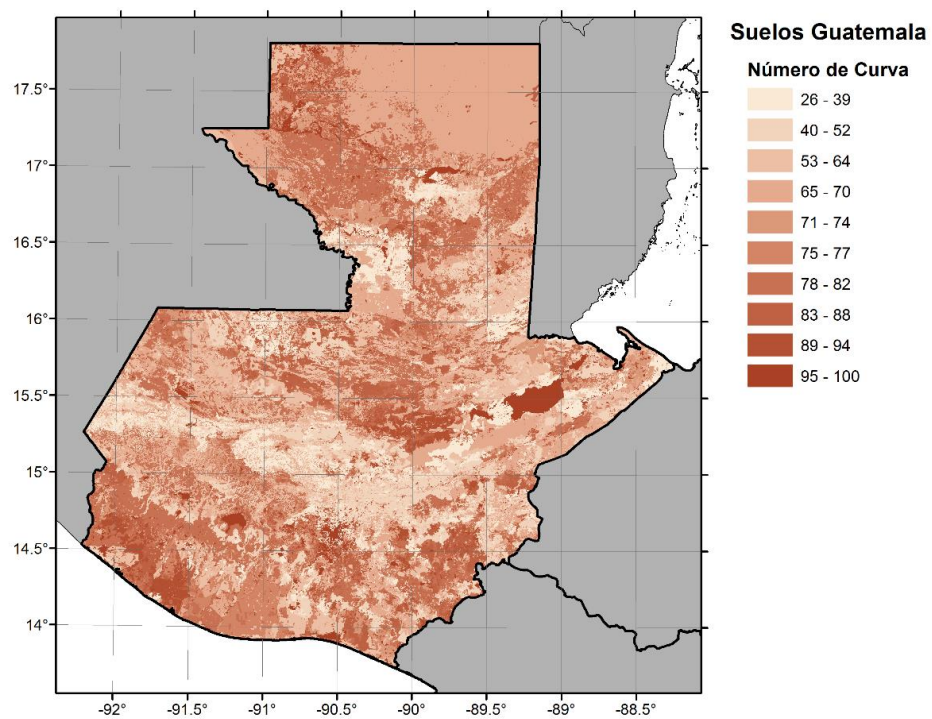 Suelos Guatemala
Número de Curva
26 - 39
40 - 52
53 - 64
65 - 70
71 - 74
75 - 77
78 - 82
83 - 88
89 - 94
95 - 100
17.5°
17°
16.5°
16°
15.5°
15°
14.5°
14°
-92 -91.5° -91° -90.5° -90° -89.5° -89° -88.5°